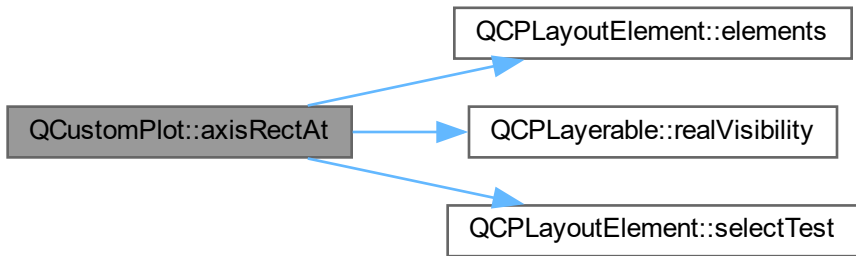 QCPLayoutElement::elements
QCustomPlot::axisRectAt
QCPLayerable::realVisibility
QCPLayoutElement::selectTest